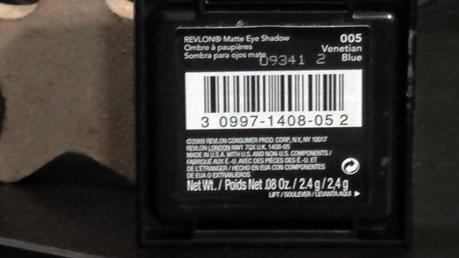 REVLON® Matte Eye Shadow
Ombre à paupières
Sombra para ojos mate
005
Venetian
Blue
09341 2
3 0997-1408-05 2
©2009 REVLON CONSUMER PROD. CORP., N.Y., NY 10017
REVLON LONDON NW1 7QX U.K. 1408-05
MADE IN U.S.A. WITH U.S. AND NON-U.S. COMPONENTS /
FABRIQUÉ AUX É.-U. AVEC DES PIÈCES DES É.-U. ET
DE L'ÉTRANGER / HECHO EN EUA CON COMPONENTES
DE EUA O EXTRANJEROS
Net Wt. / Poids Net .08 Oz. / 2.4 g / 2,4 g
LIFT / SOULEVER / LEVANTA AQUI